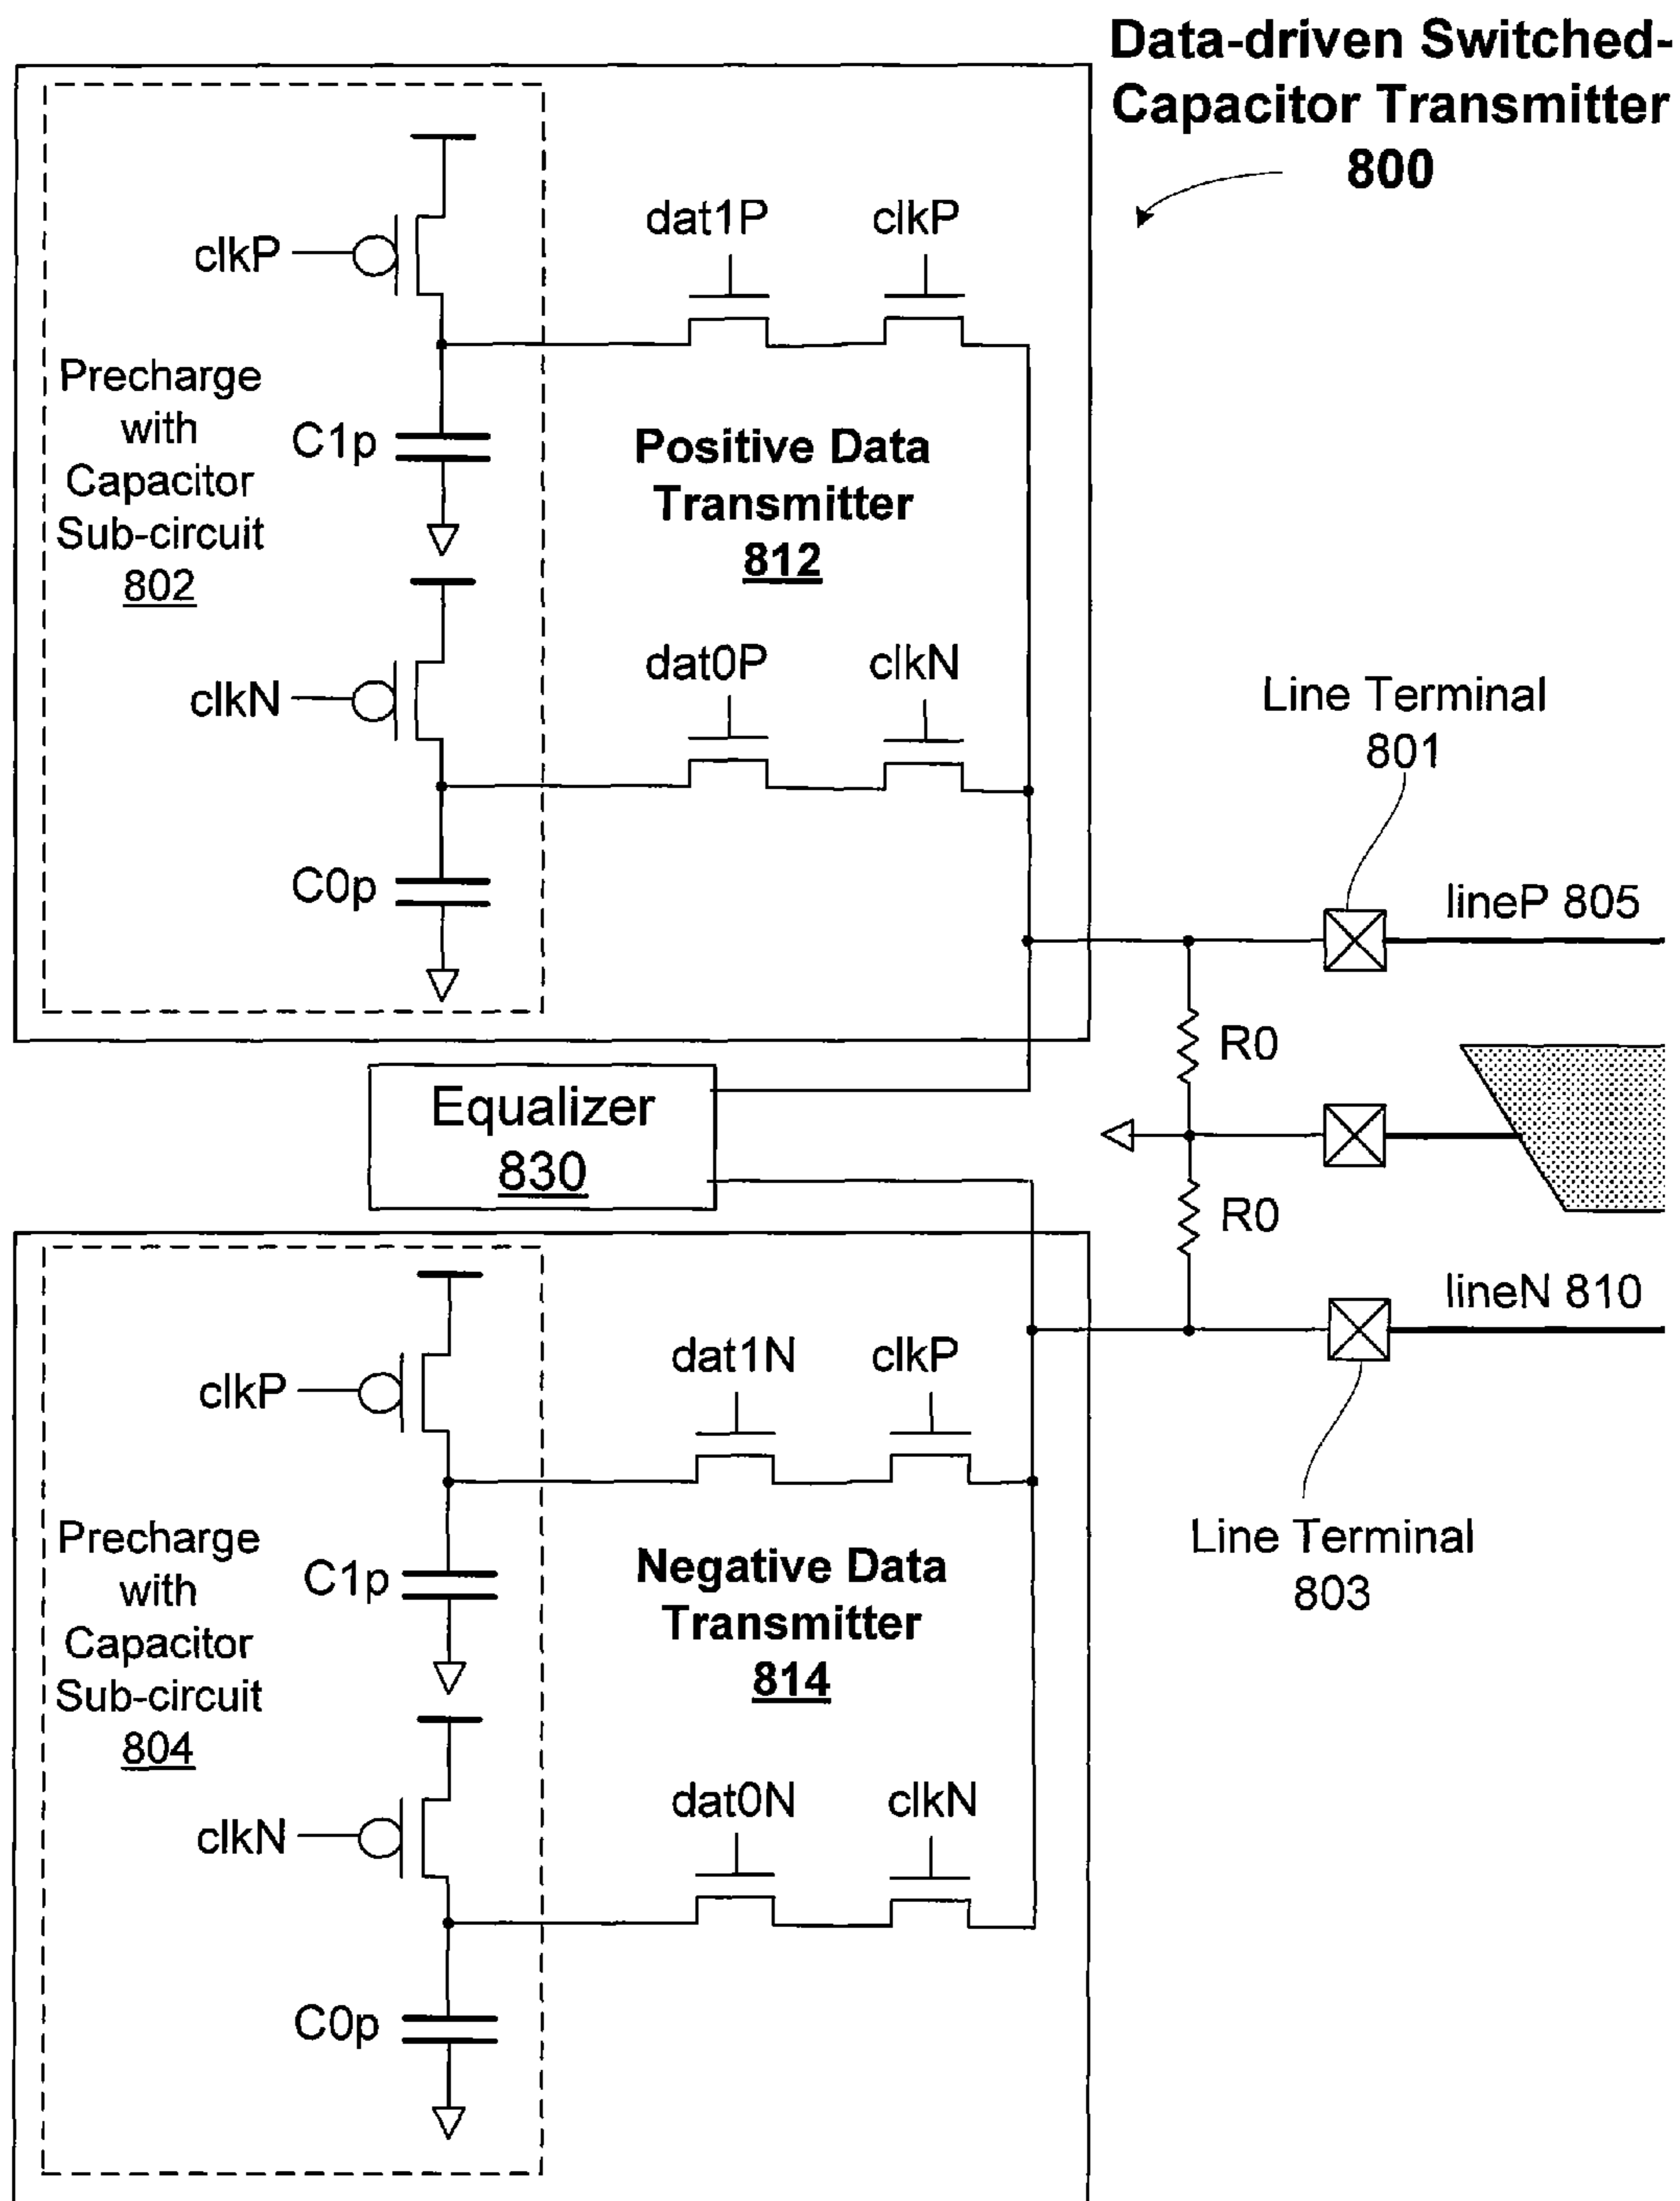 Data-driven Switched-
Capacitor Transmitter
800
clkP
dat1P
clkP
Precharge
with
Capacitor
Sub-circuit
802
C1p
Positive Data
Transmitter
812
clkN
dat0P
clkN
C0p
Line Terminal
801
lineP 805
R0
Equalizer
830
R0
lineN 810
clkP
dat1N
clkP
Line Terminal
803
Precharge
with
Capacitor
Sub-circuit
804
C1p
Negative Data
Transmitter
814
clkN
dat0N
clkN
C0p